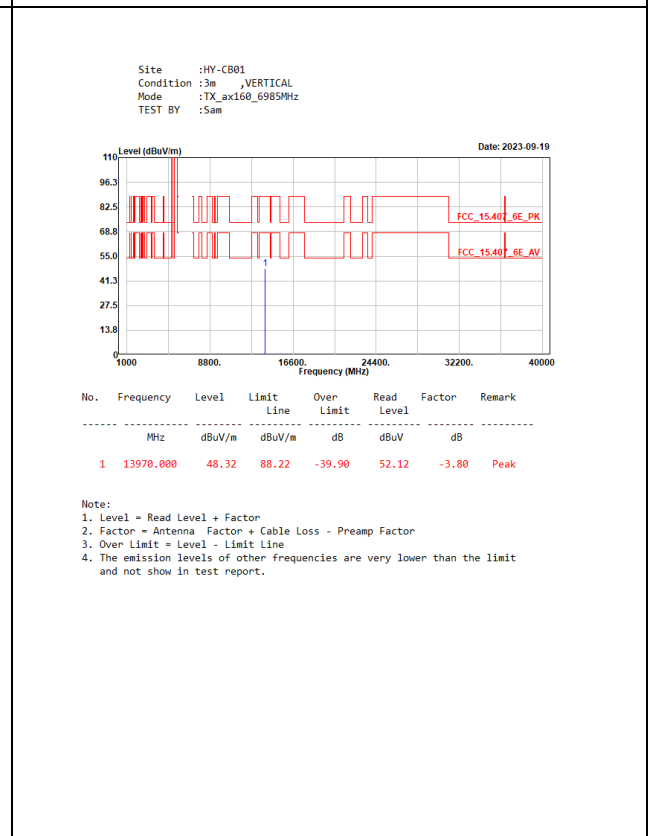 Site :HY-CB01
Condition :3m ,VERTICAL
Mode :TX_ax160_6985MHz
TEST BY :Sam
Level (dBuV/m) Date: 2023-09-19
110
96.3
82.5
FCC_15.407_6E_PK
68.8
FCC_15.407_6E_AV
55.0
1
41.3
27.5
13.8
0
1000 8800. 16600. 24400. 32200. 40000
Frequency (MHz)
No. Frequency Level Limit Over Read Factor Remark
Line Limit Level
------ ----------- -------- --------- --------- --------- -------- ---------
MHz dBuV/m dBuV/m dB dBuV dB
1 13970.000 48.32 88.22 -39.90 52.12 -3.80 Peak
Note:
1. Level = Read Level + Factor
2. Factor = Antenna Factor + Cable Loss - Preamp Factor
3. Over Limit = Level - Limit Line
4. The emission levels of other frequencies are very lower than the limit
and not show in test report.